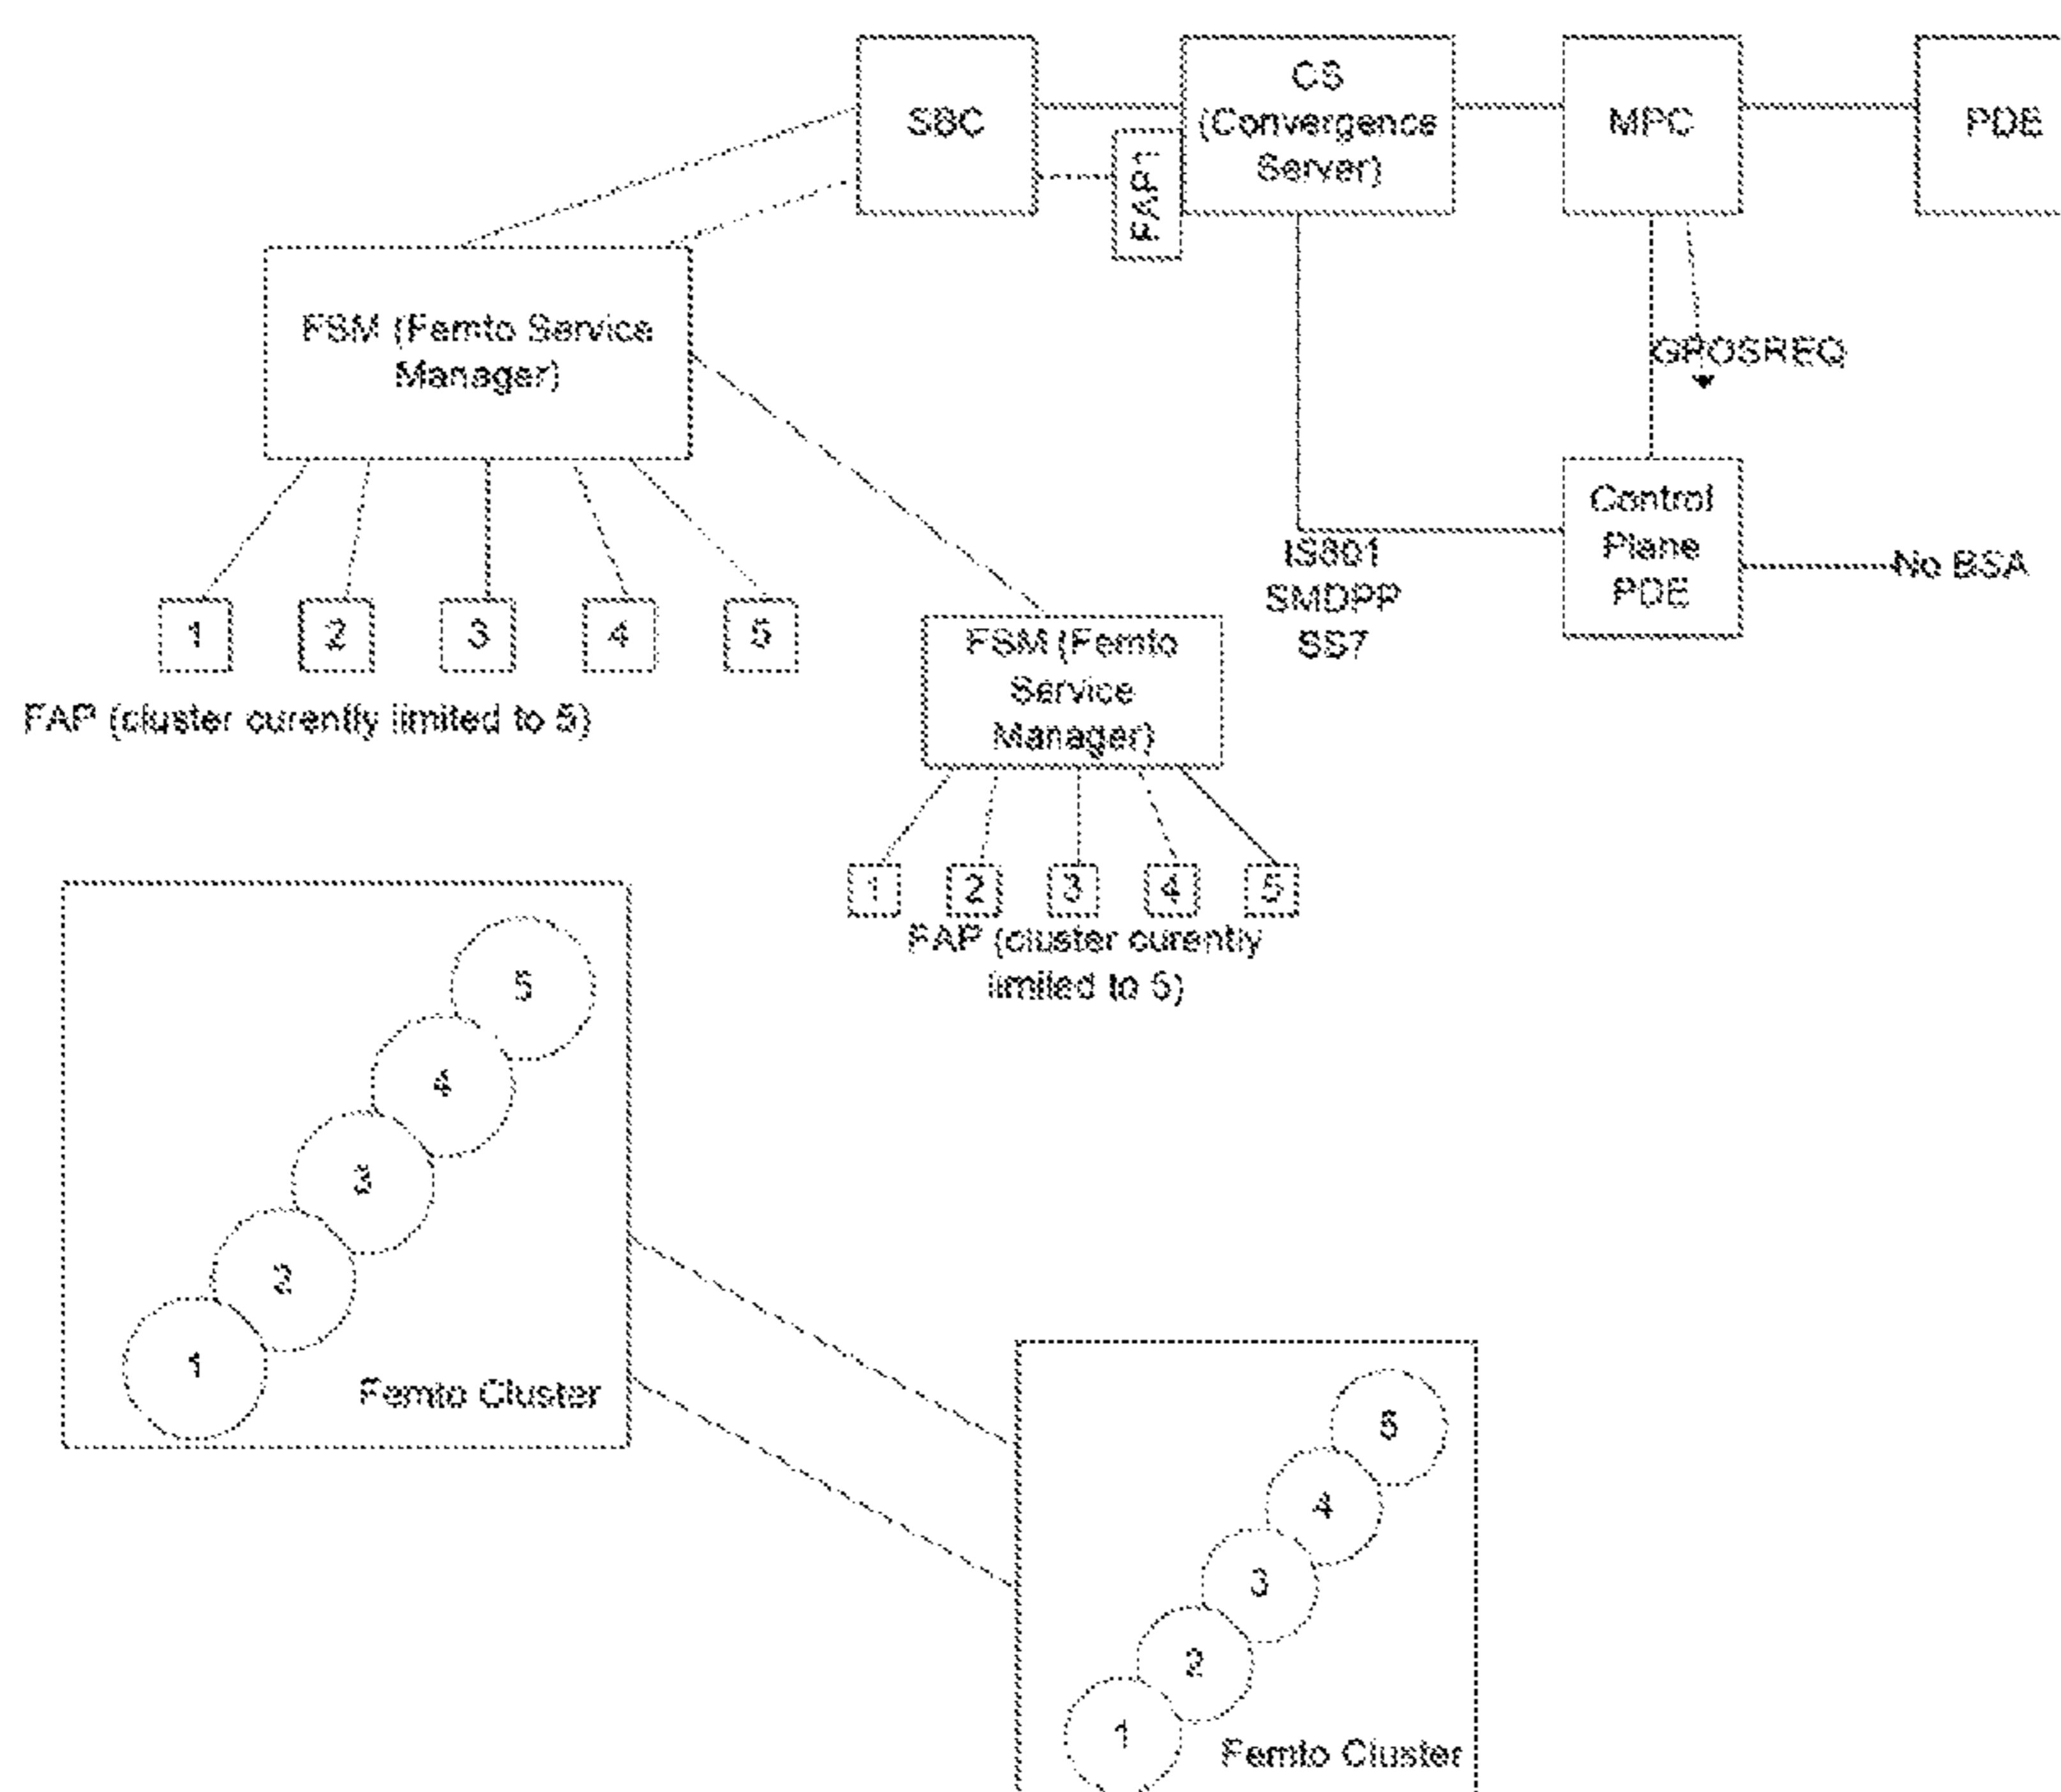 SBC
CS
(Convergence
Server)
MPC
PDE
FAP1
FSM (Femto Service
Manager)
GPOSREQ
Control
Plane
PDE
No BSA
IS801
SMDPP
SS7
1 2 3 4 5
FAP (cluster curently limited to 5)
FSM (Femto
Service
Manager)
1 2 3 4 5
FAP (cluster curently
limited to 5)
5
4
3
2
1
Femto Cluster
5
4
3
2
1
Femto Cluster